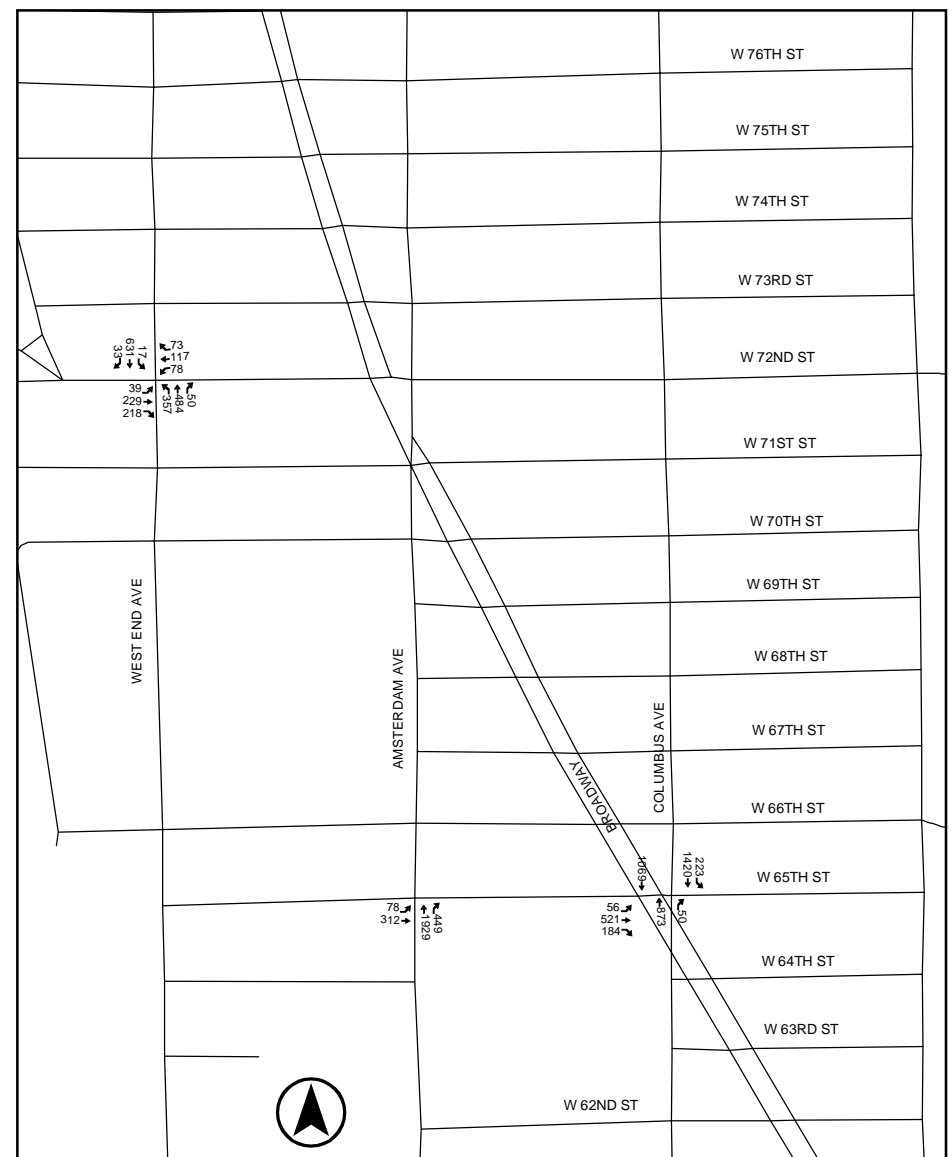 W 76TH ST
W 75TH ST
W 74TH ST
W 73RD ST
33
631
17
73
117
78
W 72ND ST
39
229
218
357
484
50
W 71ST ST
W 70TH ST
WEST END AVE
W 69TH ST
AMSTERDAM AVE
W 68TH ST
COLUMBUS AVE
W 67TH ST
BROADWAY
W 66TH ST
1069
1420
223
W 65TH ST
78
312
1929
449
56
521
184
873
50
W 64TH ST
W 63RD ST
W 62ND ST